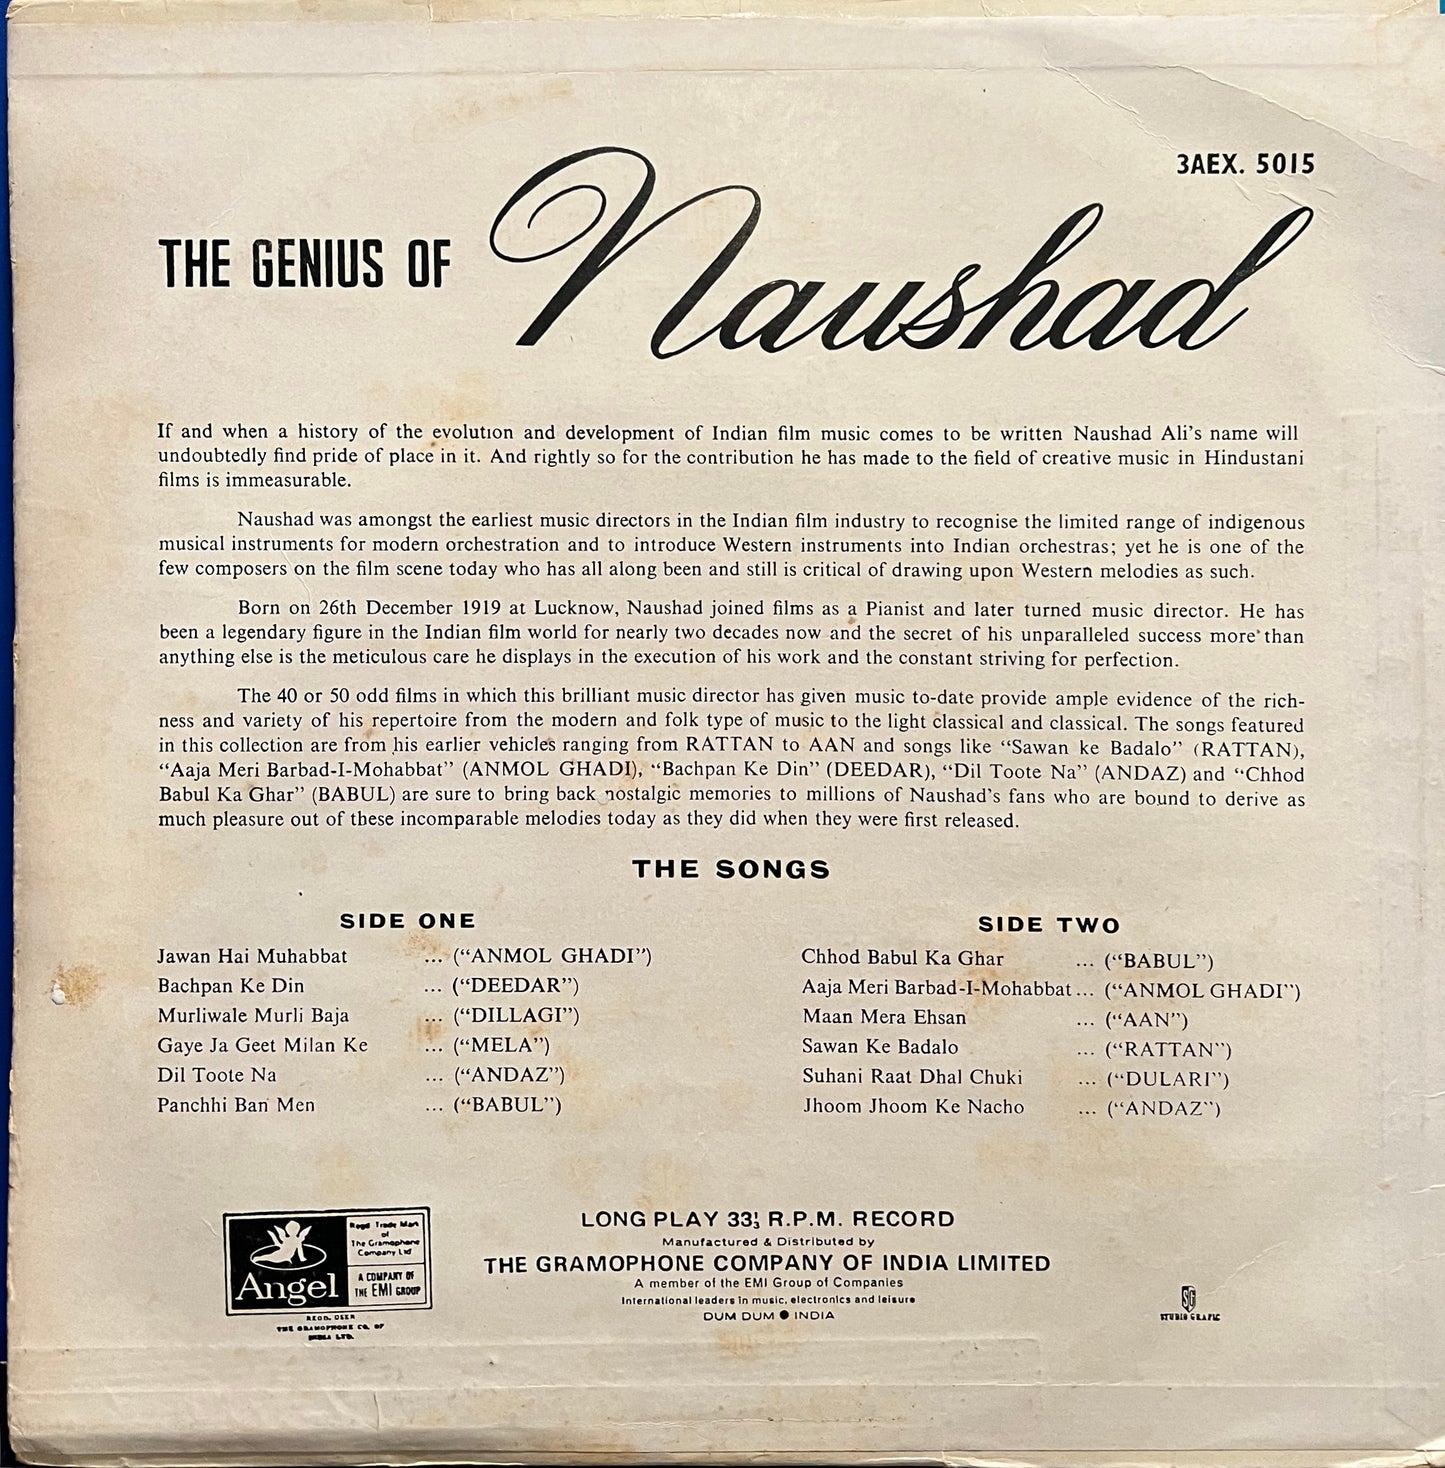 3AEX. 5015
THE GENIUS OF Naushad
If and when a history of the evolution and development of Indian film music comes to be written Naushad Ali's name will
undoubtedly find pride of place in it. And rightly so for the contribution he has made to the field of creative music in Hindustani
films is immeasurable.
Naushad was amongst the earliest music directors in the Indian film industry to recognise the limited range of indigenous
musical instruments for modern orchestration and to introduce Western instruments into Indian orchestras; yet he is one of the
few composers on the film scene today who has all along been and still is critical of drawing upon Western melodies as such.
Born on 26th December 1919 at Lucknow, Naushad joined films as a Pianist and later turned music director. He has
been a legendary figure in the Indian film world for nearly two decades now and the secret of his unparalleled success more than
anything else is the meticulous care he displays in the execution of his work and the constant striving for perfection.
The 40 or 50 odd films in which this brilliant music director has given music to-date provide ample evidence of the rich-
ness and variety of his repertoire from the modern and folk type of music to the light classical and classical. The songs featured
in this collection are from his earlier vehicles ranging from RATTAN to AAN and songs like "Sawan ke Badalo" (RATTAN),
"Aaja Meri Barbad-I-Mohabbat" (ANMOL GHADI), "Bachpan Ke Din" (DEEDAR), "Dil Toote Na" (ANDAZ) and "Chhod
Babul Ka Ghar" (BABUL) are sure to bring back nostalgic memories to millions of Naushad's fans who are bound to derive as
much pleasure out of these incomparable melodies today as they did when they were first released.
THE SONGS
SIDE ONE
Jawan Hai Muhabbat ... ("ANMOL GHADI")
Bachpan Ke Din ... ("DEEDAR")
Murliwale Murli Baja ... ("DILLAGI")
Gaye Ja Geet Milan Ke ... ("MELA")
Dil Toote Na ... ("ANDAZ")
Panchhi Ban Men ... ("BABUL")
SIDE TWO
Chhod Babul Ka Ghar ... ("BABUL")
Aaja Meri Barbad-I-Mohabbat ... ("ANMOL GHADI")
Maan Mera Ehsan ... ("AAN")
Sawan Ke Badalo ... ("RATTAN")
Suhani Raat Dhal Chuki ... ("DULARI")
Jhoom Jhoom Ke Nacho ... ("ANDAZ")
Angel
Regd. Trade Mark
of
The Gramophone
Company Ltd
A COMPANY OF
THE EMI GROUP
REGD. USER
THE GRAMOPHONE CO. OF
INDIA LTD.
LONG PLAY 33⅓ R.P.M. RECORD
Manufactured & Distributed by
THE GRAMOPHONE COMPANY OF INDIA LIMITED
A member of the EMI Group of Companies
International leaders in music, electronics and leisure
DUM DUM ● INDIA
SG
STUDIO GRAFIC